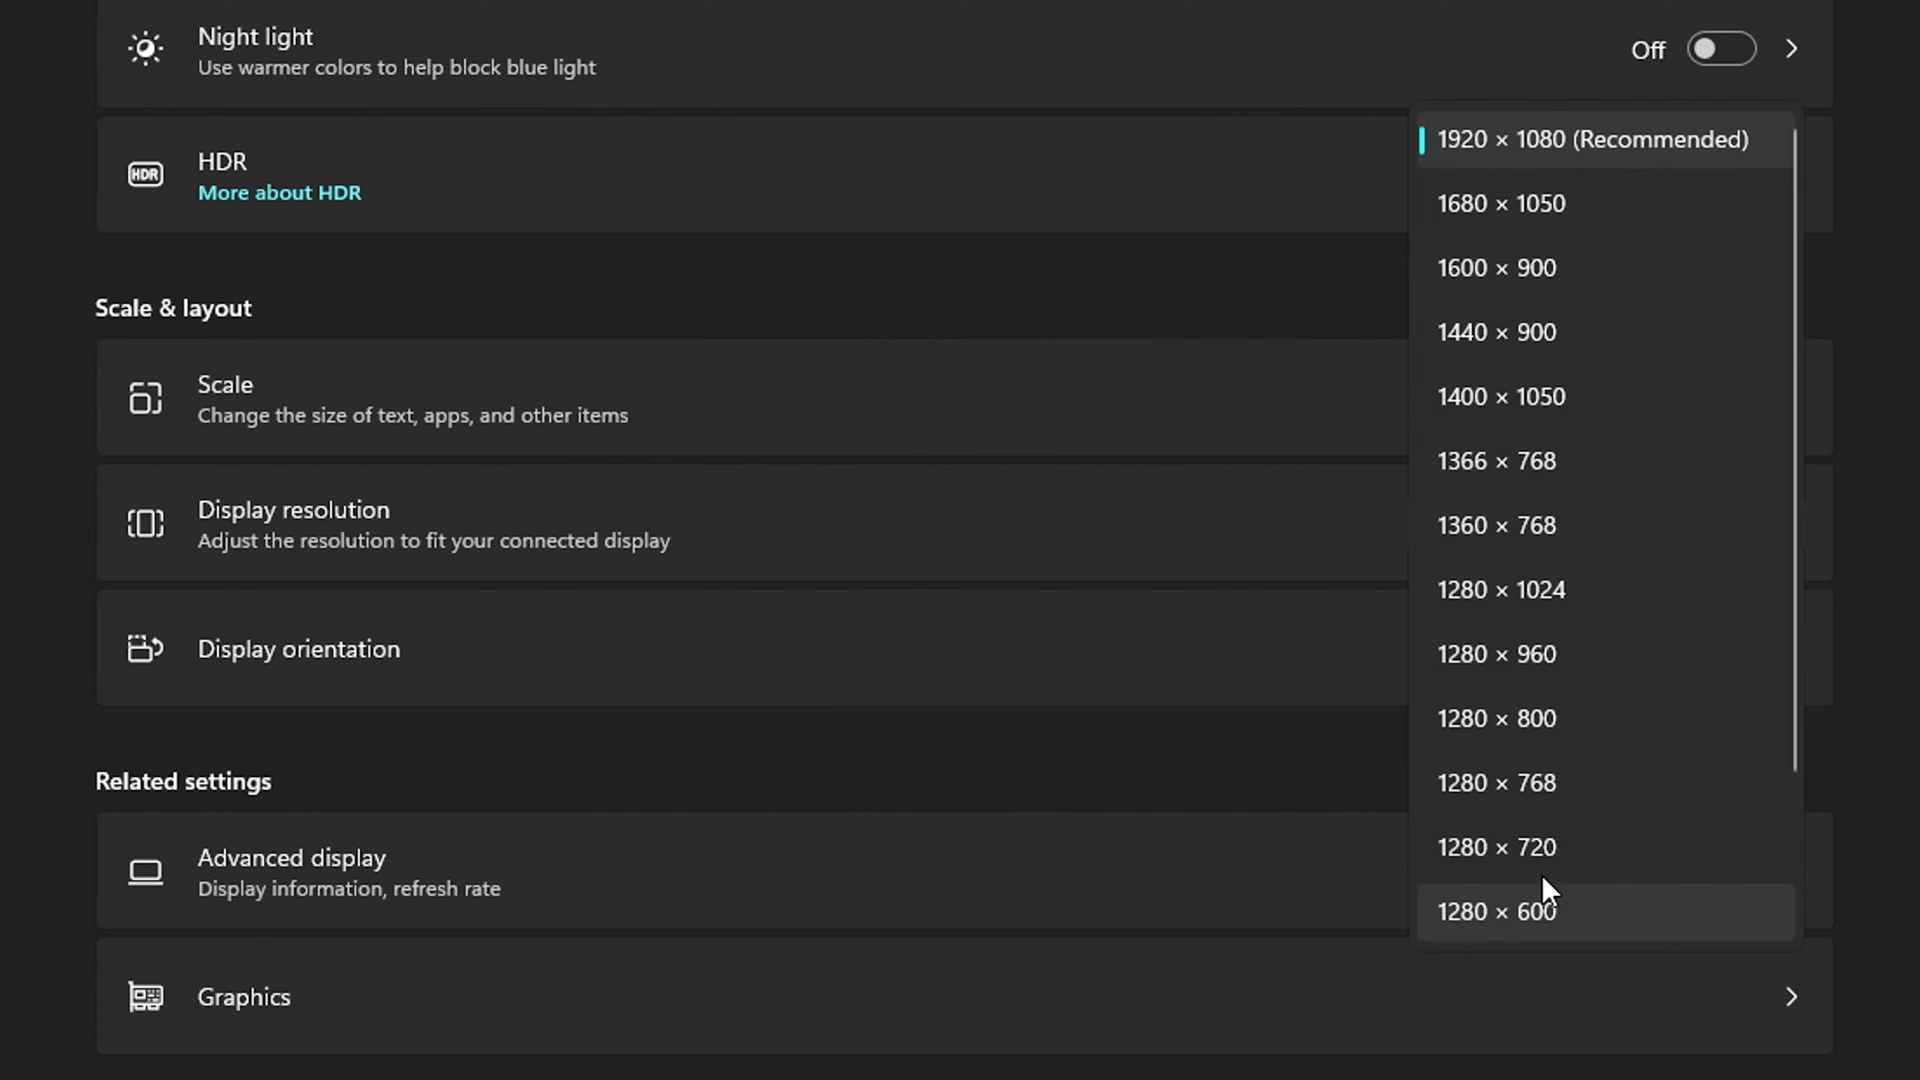 Night light
Use warmer colors to help block blue light
Off
HDR
HDR
More about HDR
Scale & layout
Scale
Change the size of text, apps, and other items
Display resolution
Adjust the resolution to fit your connected display
Display orientation
Related settings
Advanced display
Display information, refresh rate
Graphics
1920 × 1080 (Recommended)
1680 × 1050
1600 × 900
1440 × 900
1400 × 1050
1366 × 768
1360 × 768
1280 × 1024
1280 × 960
1280 × 800
1280 × 768
1280 × 720
1280 × 600